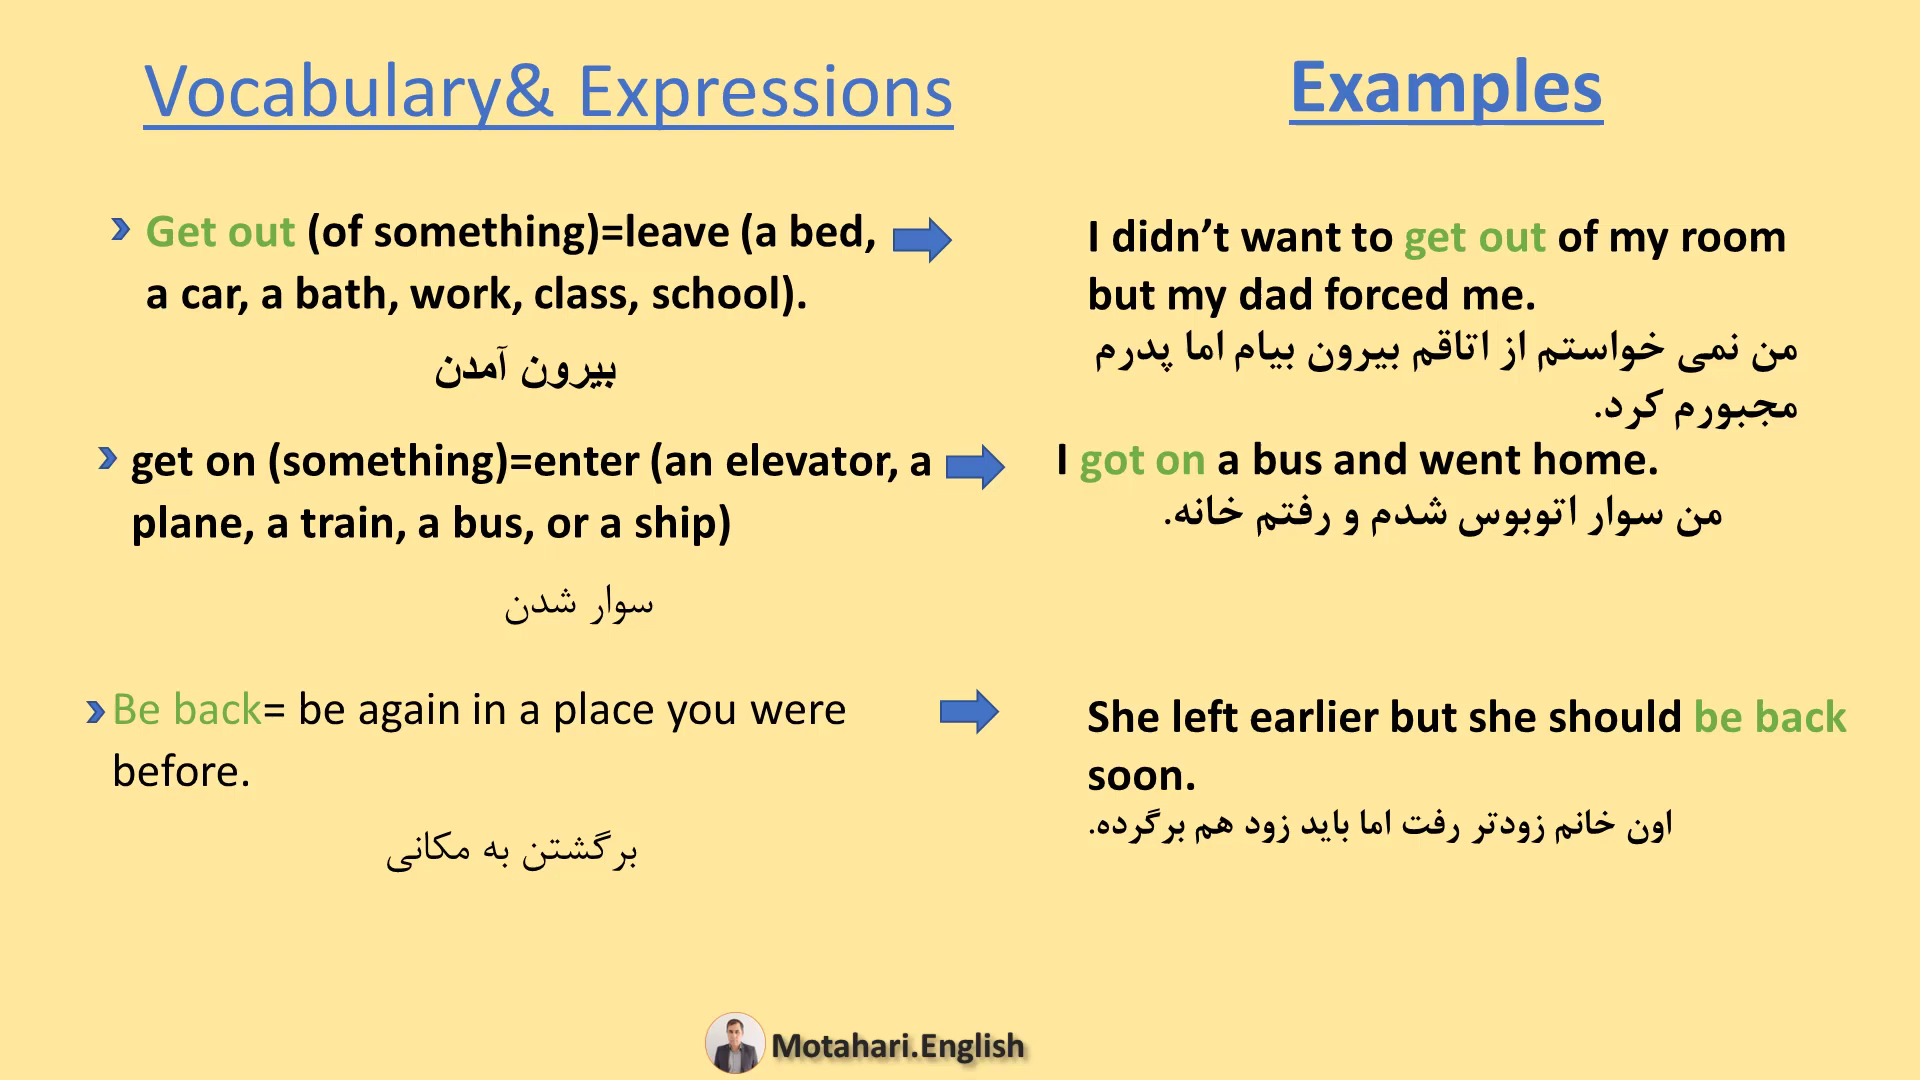 Vocabulary& Expressions
Get out (of something)=leave (a bed,
a car, a bath, work, class, school).
بیرون آمدن
get on (something)=enter (an elevator, a
plane, a train, a bus, or a ship)
سوار شدن
Be back= be again in a place you were
before.
برگشتن به مکانی
Examples
I didn’t want to get out of my room
but my dad forced me.
من نمی خواستم از اتاقم بیرون بیام اما پدرم
مجبورم کرد.
I got on a bus and went home.
من سوار اتوبوس شدم و رفتم خانه.
She left earlier but she should be back
soon.
اون خانم زودتر رفت اما باید زود هم برگرده.
Motahari.English